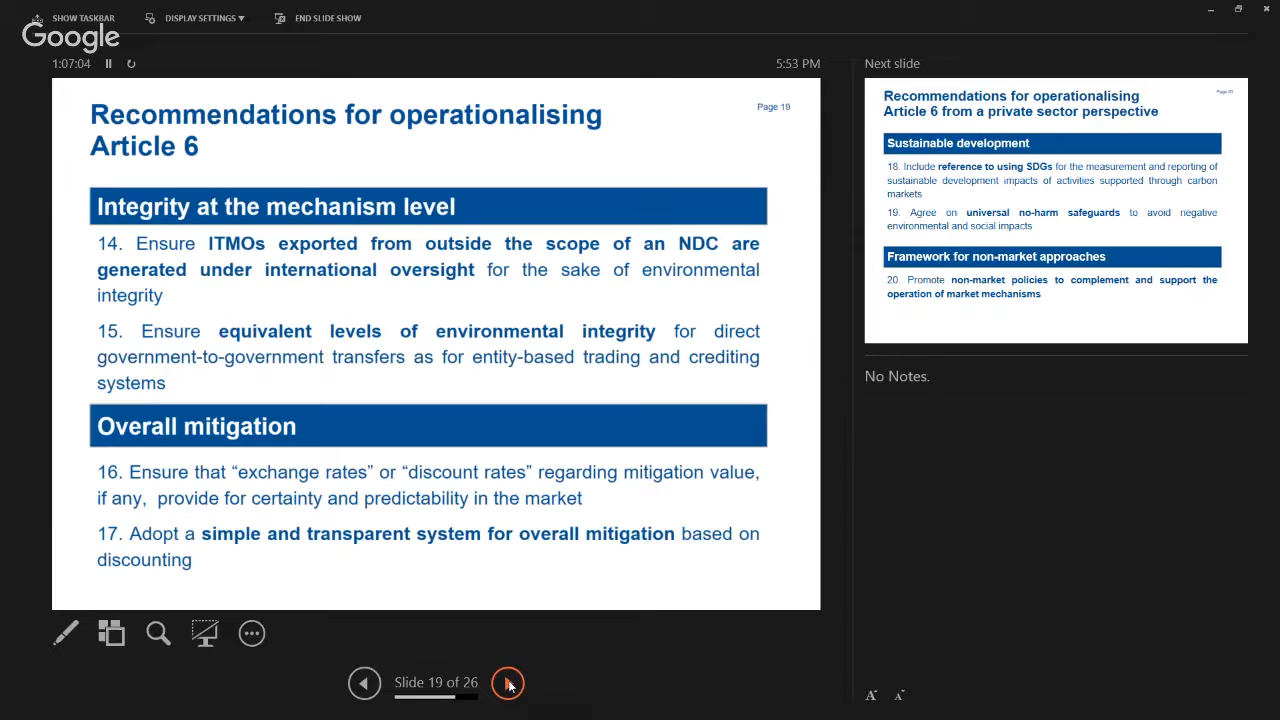 SHOW TASKBAR
DISPLAY SETTINGS ▾
END SLIDE SHOW
Google
1:07:04
5:53 PM
Recommendations for operationalising
Article 6
Page 19
Integrity at the mechanism level
14. Ensure ITMOs exported from outside the scope of an NDC are
generated under international oversight for the sake of environmental
integrity
15. Ensure equivalent levels of environmental integrity for direct
government-to-government transfers as for entity-based trading and crediting
systems
Overall mitigation
16. Ensure that “exchange rates” or “discount rates” regarding mitigation value,
if any, provide for certainty and predictability in the market
17. Adopt a simple and transparent system for overall mitigation based on
discounting
Slide 19 of 26
Next slide
Recommendations for operationalising
Article 6 from a private sector perspective
Page 20
Sustainable development
18. Include reference to using SDGs for the measurement and reporting of
sustainable development impacts of activities supported through carbon
markets
19. Agree on universal no-harm safeguards to avoid negative
environmental and social impacts
Framework for non-market approaches
20. Promote non-market policies to complement and support the
operation of market mechanisms
No Notes.
A A